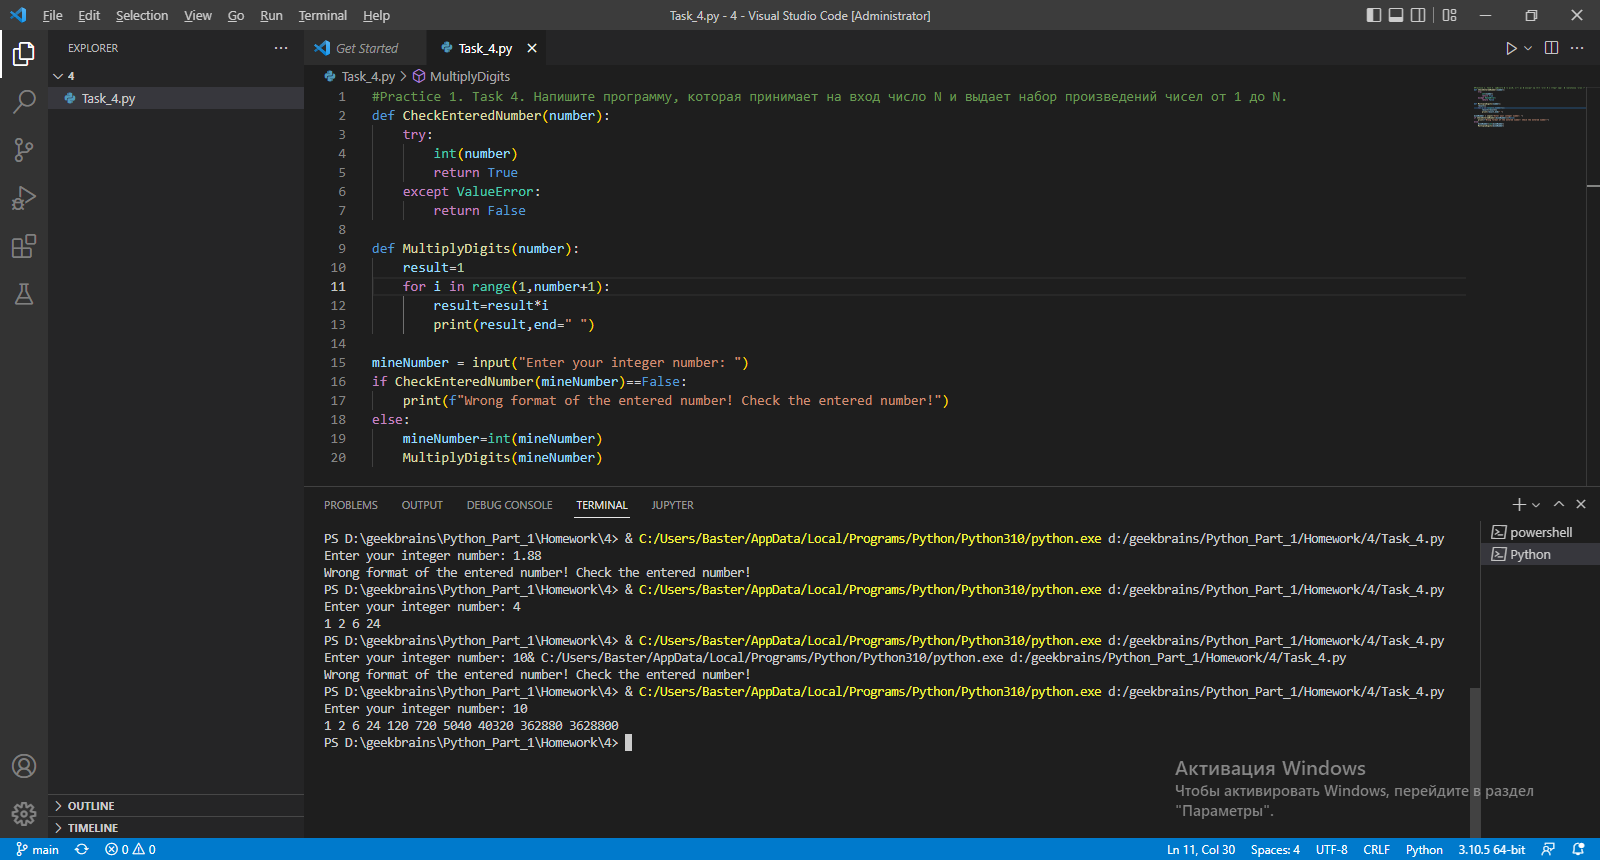 File Edit Selection View Go Run Terminal Help
Task_4.py - 4 - Visual Studio Code [Administrator]
EXPLORER
4
Task_4.py
OUTLINE
TIMELINE
Get Started
Task_4.py
Task_4.py > MultiplyDigits
1 #Practice 1. Task 4. Напишите программу, которая принимает на вход число N и выдает набор произведений чисел от 1 до N.
2 def CheckEnteredNumber(number):
3 try:
4 int(number)
5 return True
6 except ValueError:
7 return False
8
9 def MultiplyDigits(number):
10 result=1
11 for i in range(1,number+1):
12 result=result*i
13 print(result,end=" ")
14
15 mineNumber = input("Enter your integer number: ")
16 if CheckEnteredNumber(mineNumber)==False:
17 print(f"Wrong format of the entered number! Check the entered number!")
18 else:
19 mineNumber=int(mineNumber)
20 MultiplyDigits(mineNumber)
PROBLEMS OUTPUT DEBUG CONSOLE TERMINAL JUPYTER
PS D:\geekbrains\Python_Part_1\Homework\4> & C:/Users/Baster/AppData/Local/Programs/Python/Python310/python.exe d:/geekbrains/Python_Part_1/Homework/4/Task_4.py
Enter your integer number: 1.88
Wrong format of the entered number! Check the entered number!
PS D:\geekbrains\Python_Part_1\Homework\4> & C:/Users/Baster/AppData/Local/Programs/Python/Python310/python.exe d:/geekbrains/Python_Part_1/Homework/4/Task_4.py
Enter your integer number: 4
1 2 6 24
PS D:\geekbrains\Python_Part_1\Homework\4> & C:/Users/Baster/AppData/Local/Programs/Python/Python310/python.exe d:/geekbrains/Python_Part_1/Homework/4/Task_4.py
Enter your integer number: 10& C:/Users/Baster/AppData/Local/Programs/Python/Python310/python.exe d:/geekbrains/Python_Part_1/Homework/4/Task_4.py
Wrong format of the entered number! Check the entered number!
PS D:\geekbrains\Python_Part_1\Homework\4> & C:/Users/Baster/AppData/Local/Programs/Python/Python310/python.exe d:/geekbrains/Python_Part_1/Homework/4/Task_4.py
Enter your integer number: 10
1 2 6 24 120 720 5040 40320 362880 3628800
PS D:\geekbrains\Python_Part_1\Homework\4>
powershell
Python
Активация Windows
Чтобы активировать Windows, перейдите в раздел
"Параметры".
main 0 0 Ln 11, Col 30 Spaces: 4 UTF-8 CRLF Python 3.10.5 64-bit